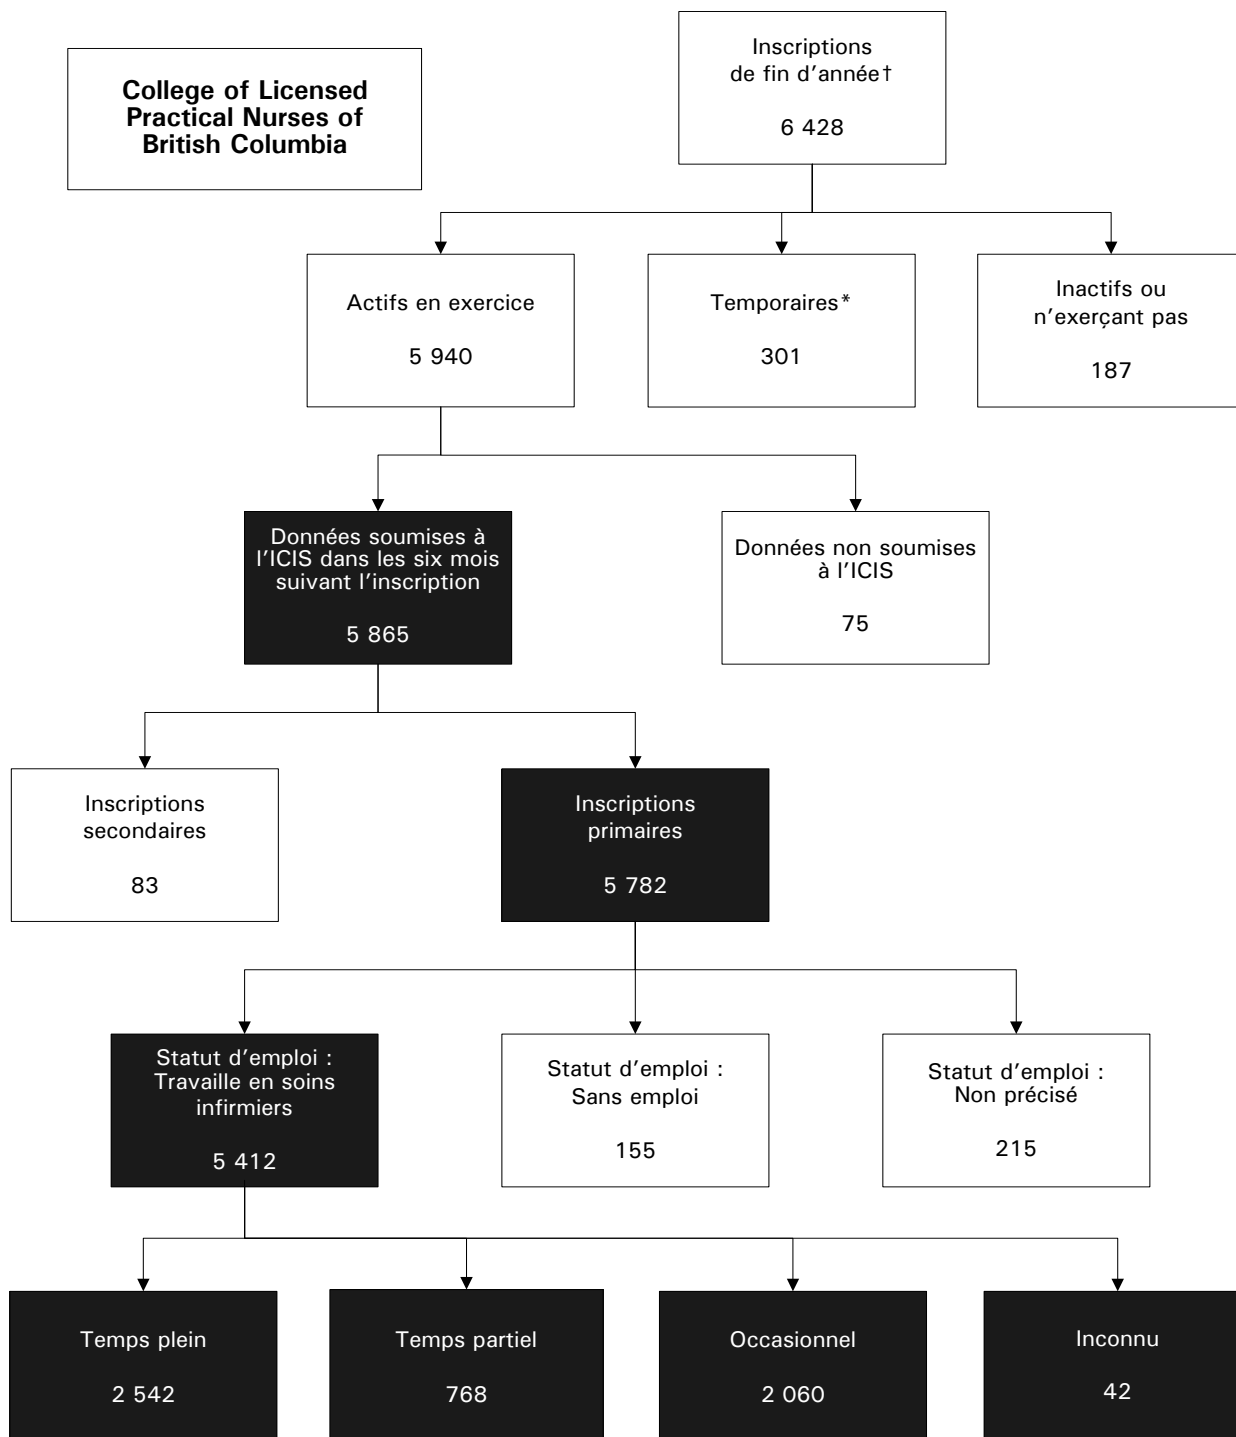 College of Licensed
Practical Nurses of
British Columbia
Inscriptions
de fin d'année†
6 428
Actifs en exercice
5 940
Temporaires*
301
Inactifs ou
n'exerçant pas
187
Données soumises à
l'ICIS dans les six mois
suivant l'inscription
5 865
Données non soumises
à l'ICIS
75
Inscriptions
secondaires
83
Inscriptions
primaires
5 782
Statut d'emploi :
Travaille en soins
infirmiers
5 412
Statut d'emploi :
Sans emploi
155
Statut d'emploi :
Non précisé
215
Temps plein
2 542
Temps partiel
768
Occasionnel
2 060
Inconnu
42